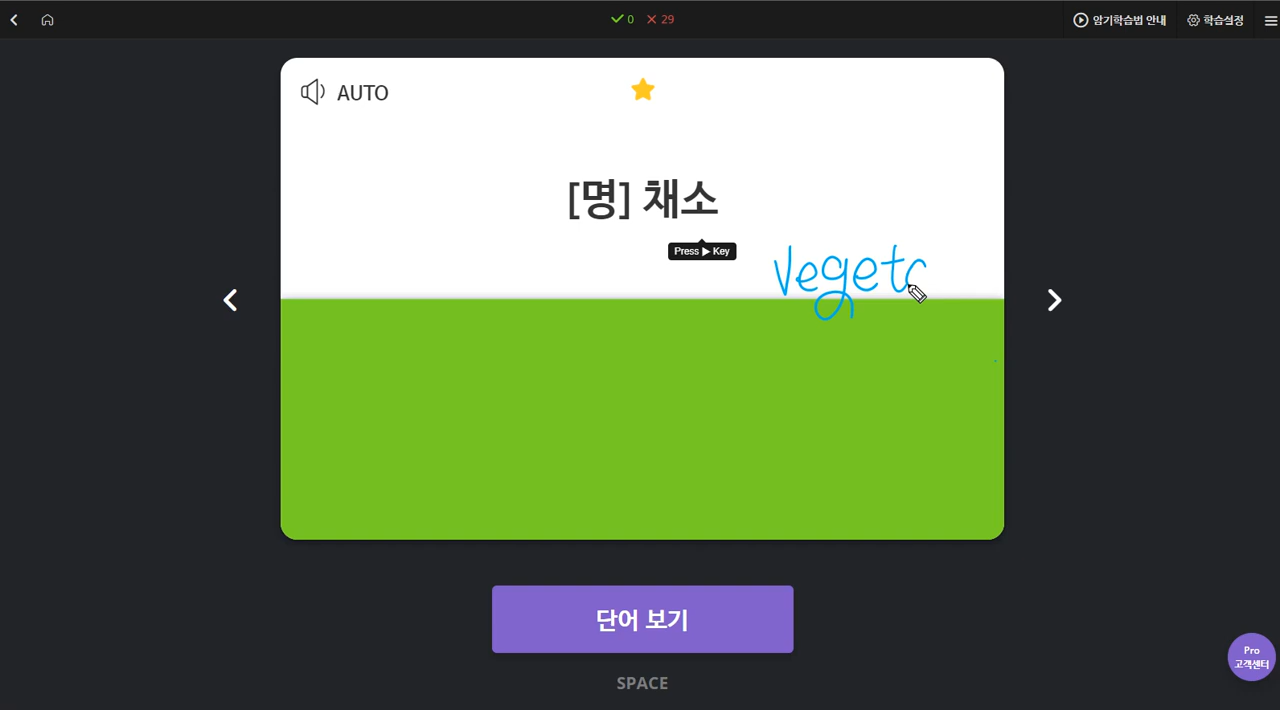 0 29 암기학습법 안내 학습설정
AUTO
[명] 채소
Press ▶ Key
Vegetc
단어 보기
SPACE
Pro
고객센터